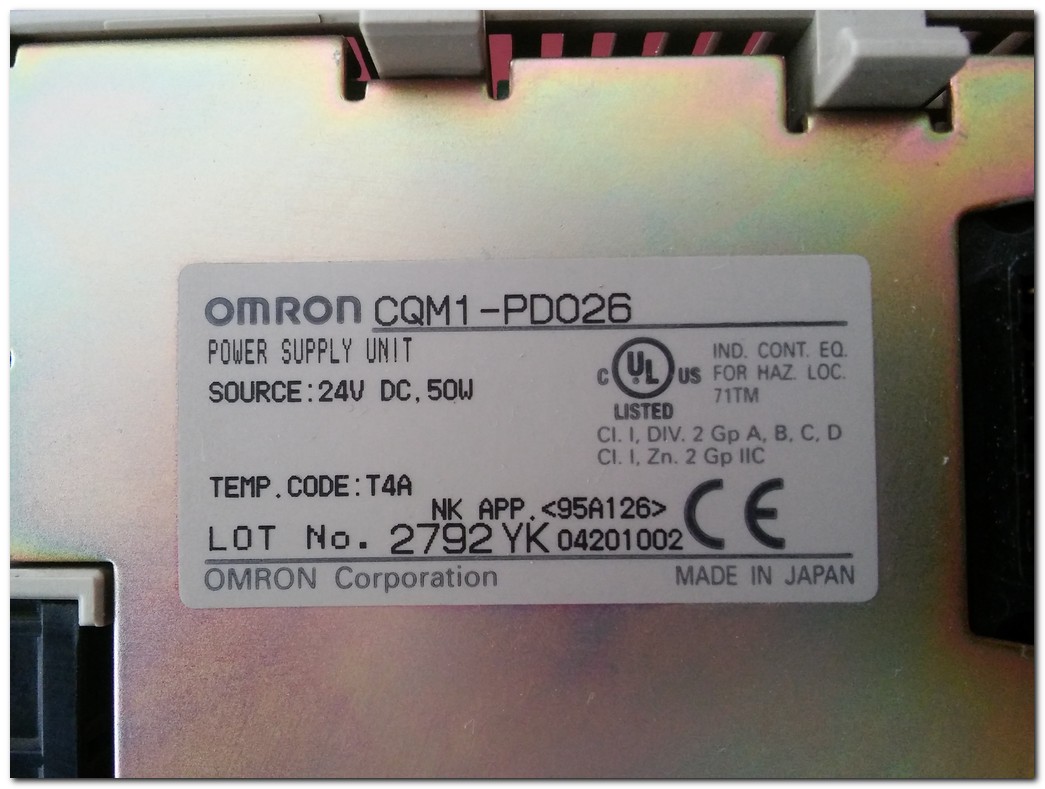 OMRON CQM1-PD026
POWER SUPPLY UNIT
SOURCE:24V DC,50W
C UL US
LISTED
IND. CONT. EQ.
FOR HAZ. LOC.
71TM
Cl. I, DIV. 2 Gp A, B, C, D
Cl. I, Zn. 2 Gp IIC
TEMP.CODE:T4A
NK APP.<95A126>
LOT No. 2792YK 04201002
CE
OMRON Corporation MADE IN JAPAN